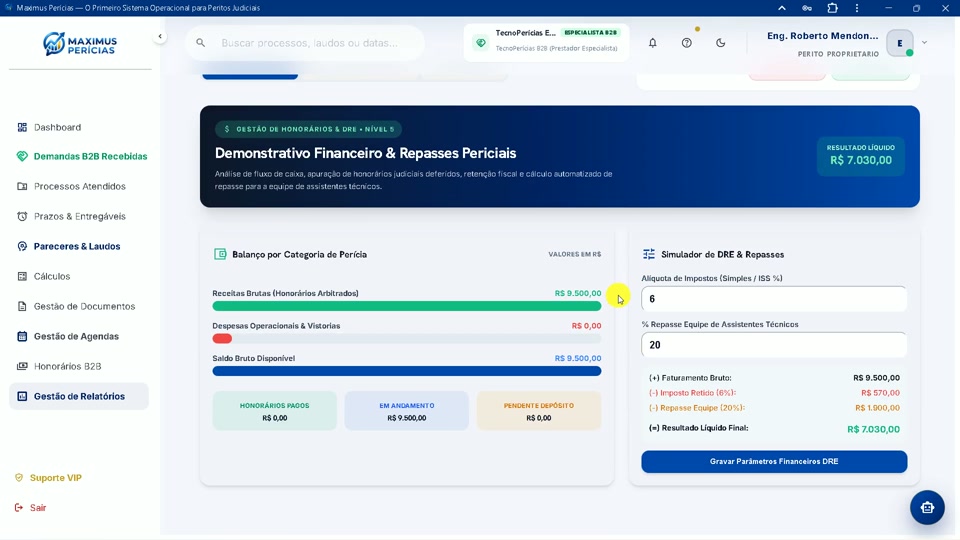 Maximus Perícias — O Primeiro Sistema Operacional para Peritos Judiciais
MAXIMUS
PERÍCIAS
Buscar processos, laudos ou datas...
TecnoPerícias E... ESPECIALISTA B2B
TecnoPerícias B2B (Prestador Especialista)
Eng. Roberto Mendon...
PERITO PROPRIETARIO
E
Dashboard
Demandas B2B Recebidas
Processos Atendidos
Prazos & Entregáveis
Pareceres & Laudos
Cálculos
Gestão de Documentos
Gestão de Agendas
Honorários B2B
Gestão de Relatórios
Suporte VIP
Sair
$ GESTÃO DE HONORÁRIOS & DRE • NÍVEL 5
Demonstrativo Financeiro & Repasses Periciais
Análise de fluxo de caixa, apuração de honorários judiciais deferidos, retenção fiscal e cálculo automatizado de
repasse para a equipe de assistentes técnicos.
RESULTADO LÍQUIDO
R$ 7.030,00
Balanço por Categoria de Perícia
VALORES EM R$
Receitas Brutas (Honorários Arbitrados) R$ 9.500,00
Despesas Operacionais & Vistorias R$ 0,00
Saldo Bruto Disponível R$ 9.500,00
HONORÁRIOS PAGOS
R$ 0,00
EM ANDAMENTO
R$ 9.500,00
PENDENTE DEPÓSITO
R$ 0,00
Simulador de DRE & Repasses
Alíquota de Impostos (Simples / ISS %)
6
% Repasse Equipe de Assistentes Técnicos
20
(+) Faturamento Bruto: R$ 9.500,00
(-) Imposto Retido (6%): R$ 570,00
(-) Repasse Equipe (20%): R$ 1.900,00
(=) Resultado Líquido Final: R$ 7.030,00
Gravar Parâmetros Financeiros DRE